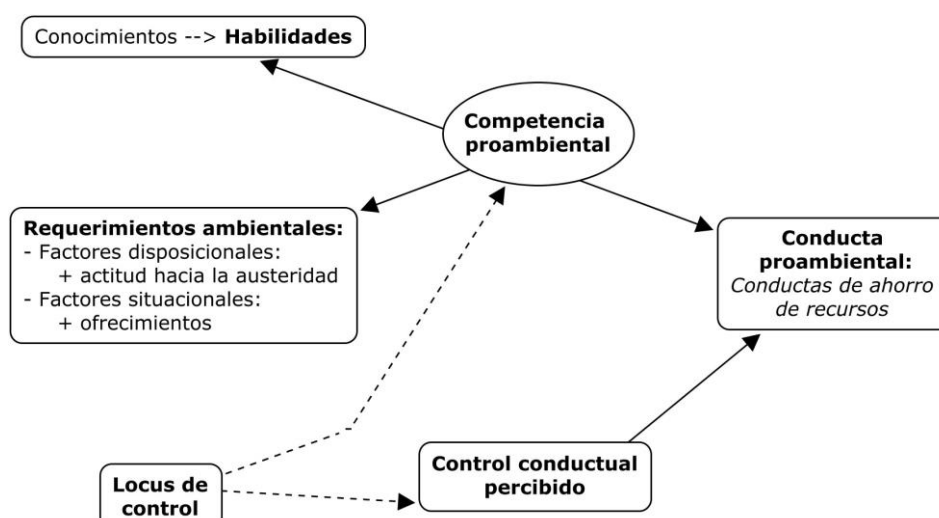 Conocimientos --> Habilidades
Competencia
proambiental
Requerimientos ambientales:
- Factores disposicionales:
+ actitud hacia la austeridad
- Factores situacionales:
+ ofrecimientos
Conducta
proambiental:
Conductas de ahorro
de recursos
Control conductual
percibido
Locus de
control